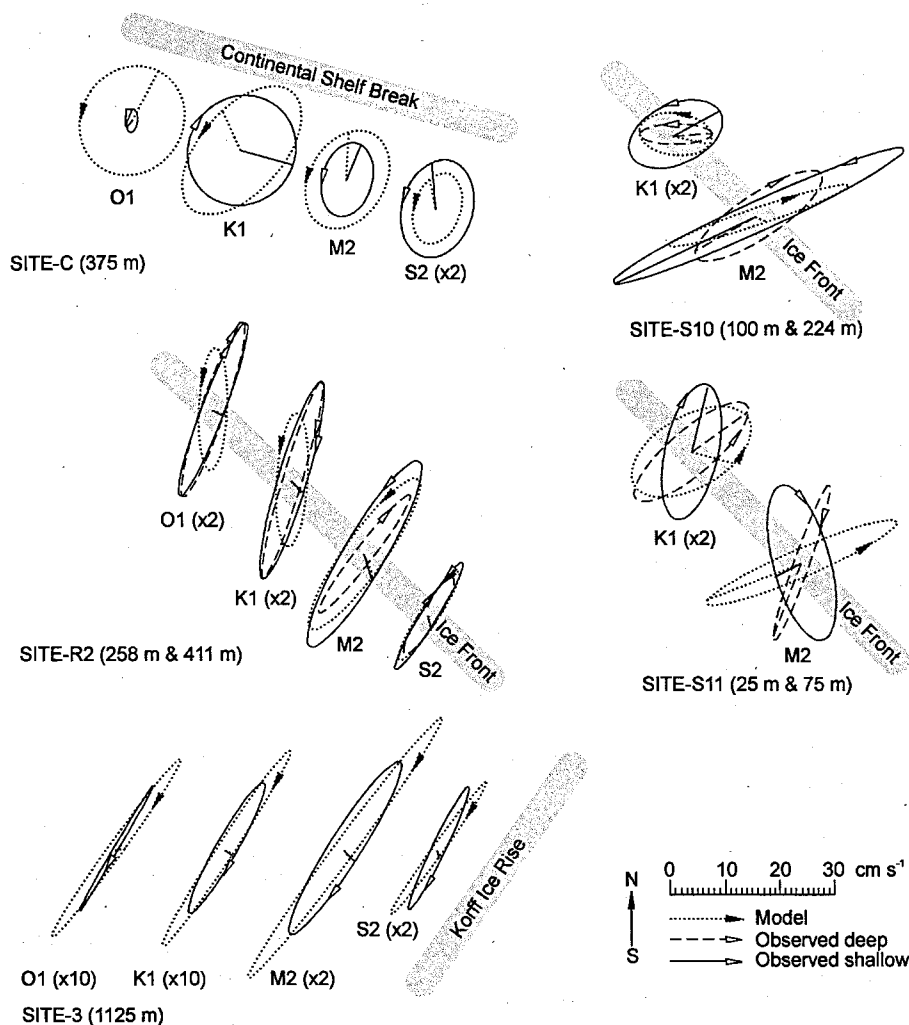 Continental Shelf Break
O1
K1
M2
S2 (x2)
SITE-C (375 m)
K1 (x2)
M2
Ice Front
SITE-S10 (100 m & 224 m)
O1 (x2)
K1 (x2)
M2
S2
Ice Front
SITE-R2 (258 m & 411 m)
K1 (x2)
M2
Ice Front
SITE-S11 (25 m & 75 m)
O1 (x10)
K1 (x10)
M2 (x2)
S2 (x2)
Korff Ice Rise
SITE-3 (1125 m)
0 10 20 30 cm s⁻¹
N
S
Model
Observed deep
Observed shallow